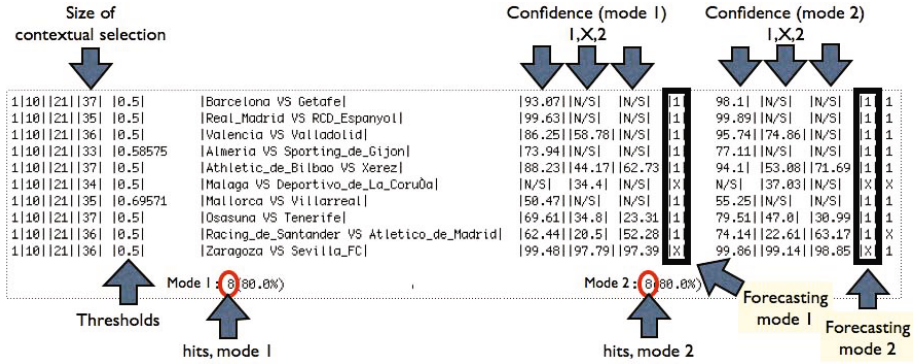 Size of
contextual selection
Confidence (mode 1)
1,X,2
Confidence (mode 2)
1,X,2
1|10||21||37| |0.5| |Barcelona VS Getafe| |93.07||N/S| |N/S| |1| 98.1| |N/S| |N/S| |1| 1
1|10||21||35| |0.5| |Real_Madrid VS RCD_Espanyol| |99.63||N/S| |N/S| |1| 99.89||N/S| |N/S| |1| 1
1|10||21||36| |0.5| |Valencia VS Valladolid| |86.25||58.78||N/S| |1| 95.74||74.86||N/S| |1| 1
1|10||21||33| |0.58575 |Almeria VS Sporting_de_Gijon| |73.94||N/S| |N/S| |1| 77.11||N/S| |N/S| |1| 1
1|10||21||37| |0.5| |Athletic_de_Bilbao VS Xerez| |88.23||44.17||62.73 |1| 94.1| |53.08||71.69 |1| 1
1|10||21||34| |0.5| |Malaga VS Deportivo_de_La_CoruÒa| |N/S| |34.4| |N/S| |X| N/S| |37.03||N/S| |X| X
1|10||21||35| |0.69571 |Mallorca VS Villarreal| |50.47||N/S| |N/S| |1| 55.25||N/S| |N/S| |1| 1
1|10||21||37| |0.5| |Osasuna VS Tenerife| |69.61||34.8| |23.31 |1| 79.51||47.0| |30.99 |1| 1
1|10||21||36| |0.5| |Racing_de_Santander VS Atletico_de_Madrid| |62.44||20.5| |52.28 |1| 74.14||22.61||63.17 |1| X
1|10||21||36| |0.5| |Zaragoza VS Sevilla_FC| |99.48||97.79||97.39 |X| 99.86||99.14||98.85 |X| 1
Mode 1: 8(80.0%)
Mode 2: 8(80.0%)
Thresholds
hits, mode 1
hits, mode 2
Forecasting
mode 1
Forecasting
mode 2